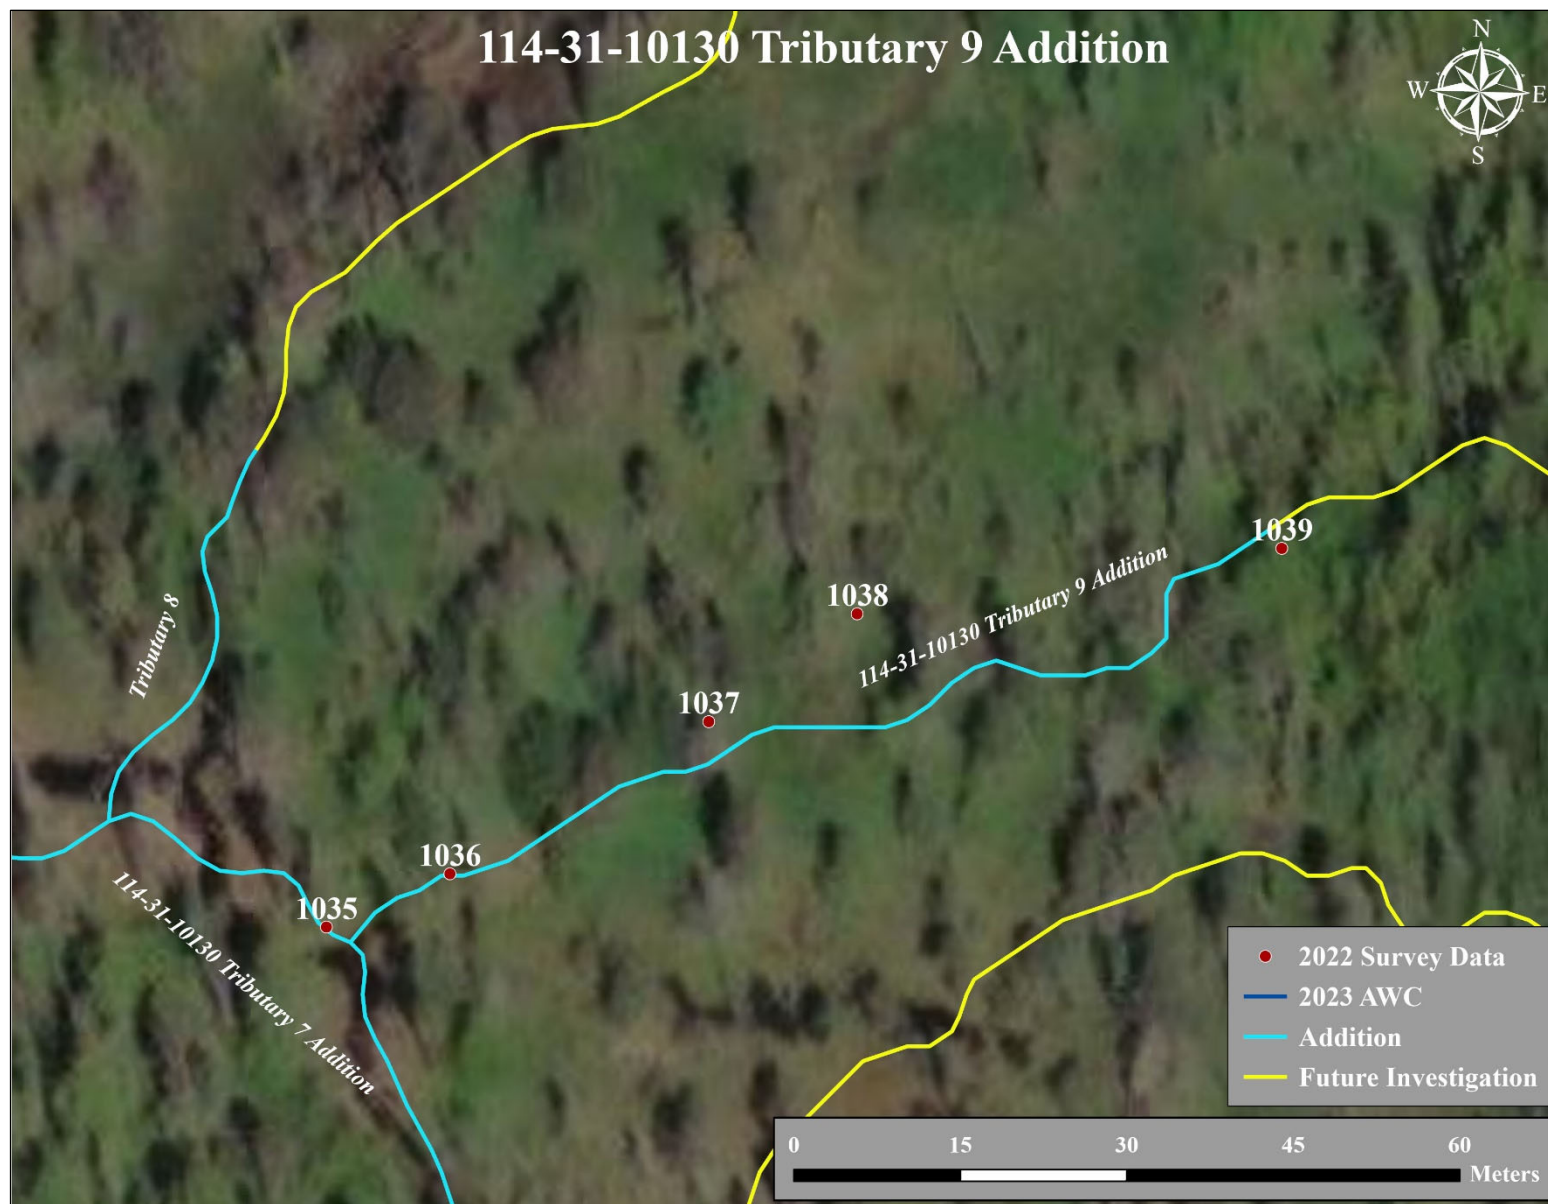 114-31-10130 Tributary 9 Addition
N
W E
S
1039
1038
114-31-10130 Tributary 9 Addition
Tributary 8
1037
1036
1035
114-31-10130 Tributary 7 Addition
2022 Survey Data
2023 AWC
Addition
Future Investigation
0 15 30 45 60
Meters